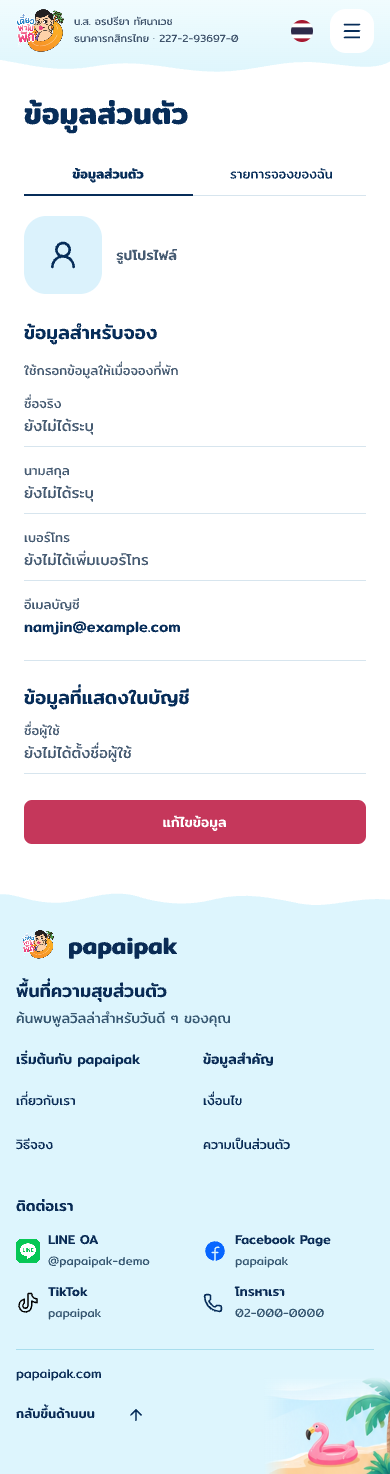 น.ส. อรปรียา ทัศนาเวช
ธนาคารกสิกรไทย · 227-2-93697-0
ข้อมูลส่วนตัว
ข้อมูลส่วนตัว
รายการจองของฉัน
รูปโปรไฟล์
ข้อมูลสำหรับจอง
ใช้กรอกข้อมูลให้เมื่อจองที่พัก
ชื่อจริง
ยังไม่ได้ระบุ
นามสกุล
ยังไม่ได้ระบุ
เบอร์โทร
ยังไม่ได้เพิ่มเบอร์โทร
อีเมลบัญชี
namjin@example.com
ข้อมูลที่แสดงในบัญชี
ชื่อผู้ใช้
ยังไม่ได้ตั้งชื่อผู้ใช้
แก้ไขข้อมูล
papaipak
พื้นที่ความสุขส่วนตัว
ค้นพบพูลวิลล่าสำหรับวันดี ๆ ของคุณ
เริ่มต้นกับ papaipak
ข้อมูลสำคัญ
เกี่ยวกับเรา
เงื่อนไข
วิธีจอง
ความเป็นส่วนตัว
ติดต่อเรา
LINE OA
@papaipak-demo
Facebook Page
papaipak
TikTok
papaipak
โทรหาเรา
02-000-0000
papaipak.com
กลับขึ้นด้านบน